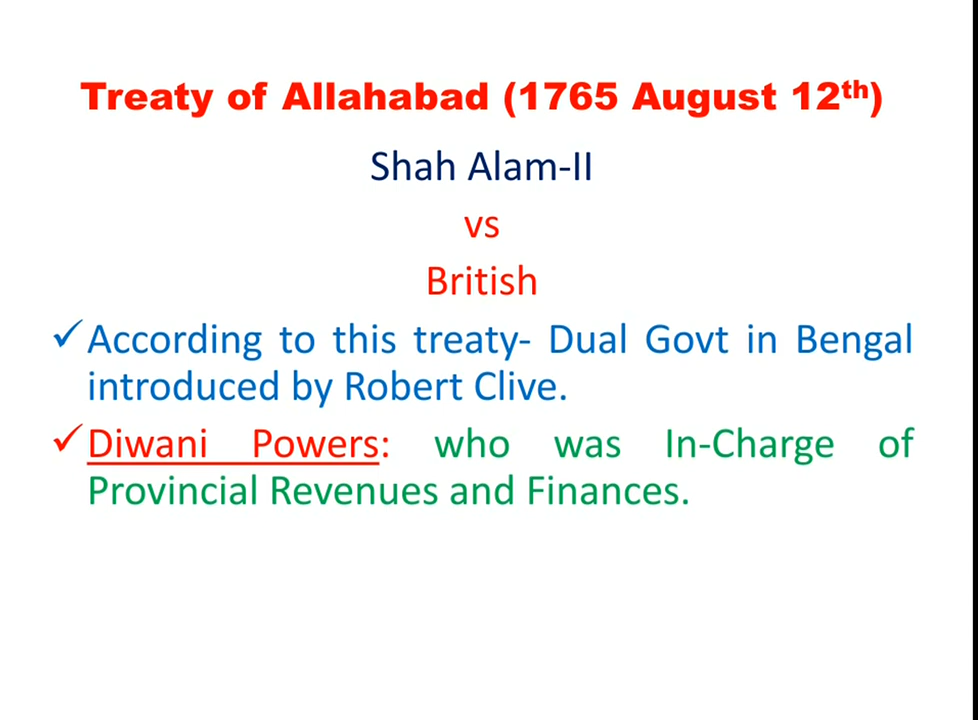 Treaty of Allahabad (1765 August 12th)
Shah Alam-II
vs
British
✓According to this treaty- Dual Govt in Bengal
introduced by Robert Clive.
✓Diwani Powers: who was In-Charge of
Provincial Revenues and Finances.